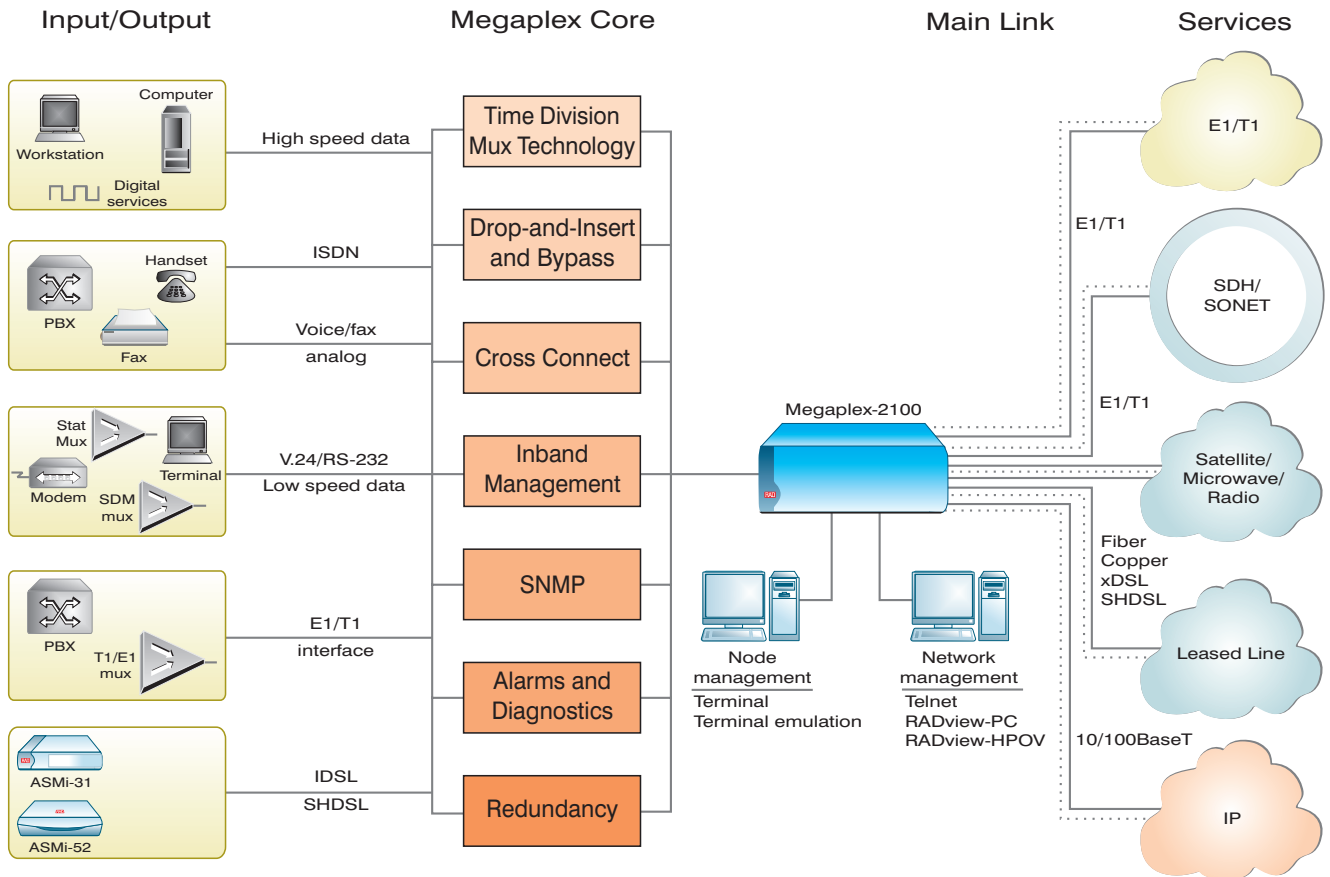 Input/Output
Megaplex Core
Main Link
Services
Computer
Workstation
Digital
services
High speed data
PBX
Handset
Fax
ISDN
Voice/fax
analog
Stat
Mux
Terminal
Modem
SDM
mux
V.24/RS-232
Low speed data
PBX
T1/E1
mux
E1/T1
interface
RAD
ASMi-31
RAD
ASMi-52
IDSL
SHDSL
Time Division
Mux Technology
Drop-and-Insert
and Bypass
Cross Connect
Inband
Management
SNMP
Alarms and
Diagnostics
Redundancy
Megaplex-2100
RAD
Node
management
Terminal
Terminal emulation
Network
management
Telnet
RADview-PC
RADview-HPOV
E1/T1
E1/T1
Fiber
Copper
xDSL
SHDSL
10/100BaseT
E1/T1
SDH/
SONET
Satellite/
Microwave/
Radio
Leased Line
IP